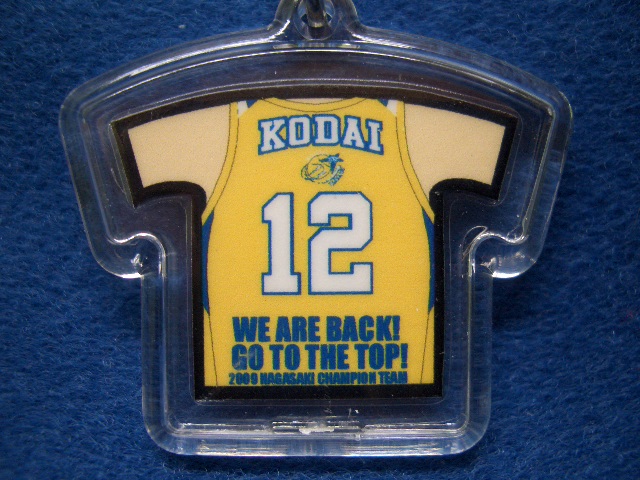 KODAI
12
WE ARE BACK!
GO TO THE TOP!
2009 NAGASAKI CHAMPION TEAM